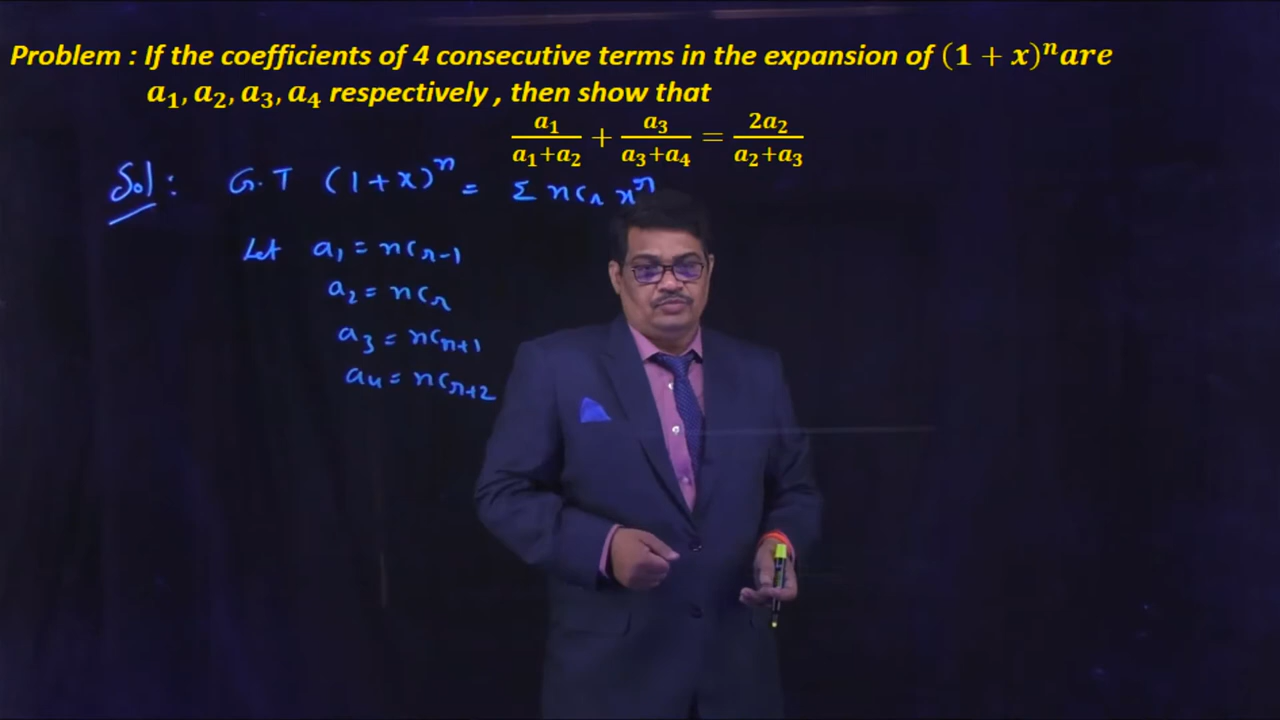 Problem : If the coefficients of 4 consecutive terms in the expansion of (1 + x)ⁿ are
a₁, a₂, a₃, a₄ respectively , then show that
a₁/(a₁+a₂) + a₃/(a₃+a₄) = 2a₂/(a₂+a₃)
Sol : G.T (1+x)ⁿ = Σ nCr xʳ
Let a₁ = nCr-1
a₂ = nCr
a₃ = nCr+1
a₄ = nCr+2